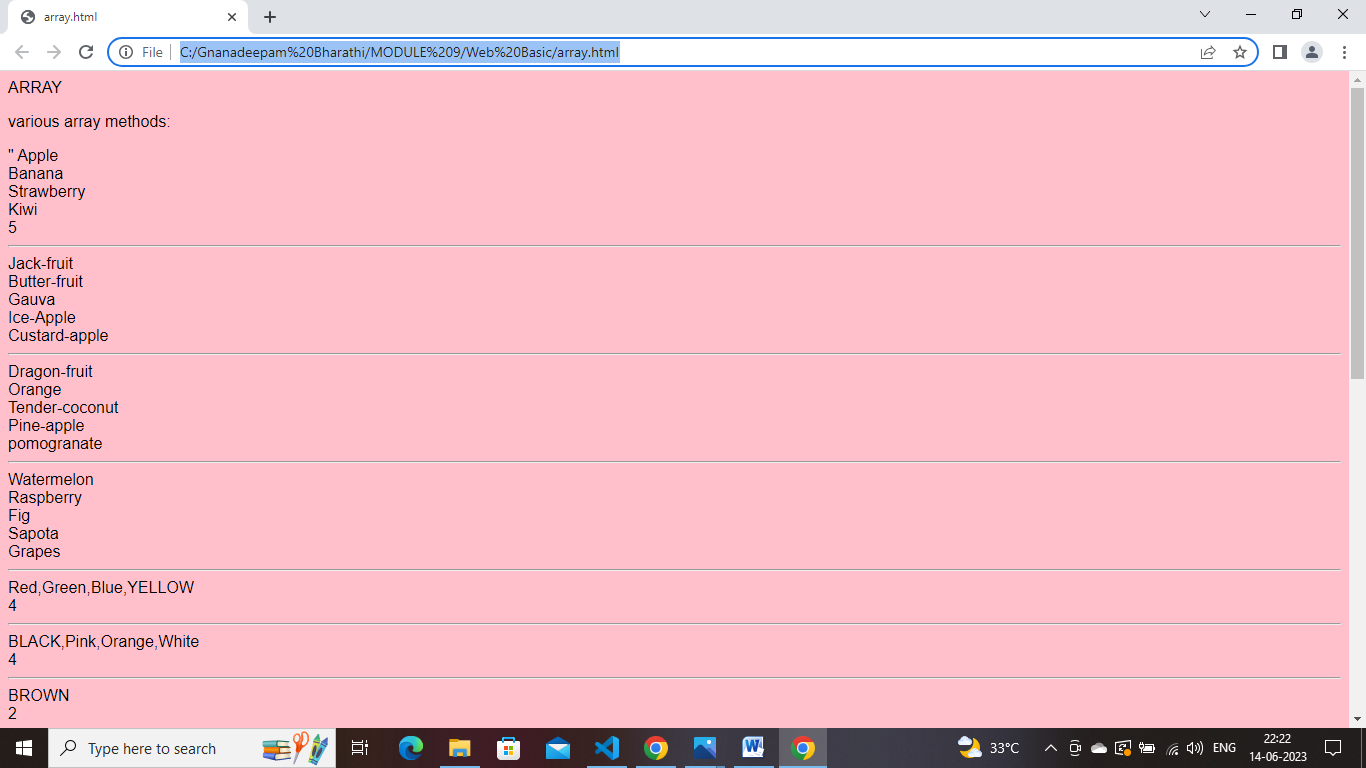 array.html
File
C:/Gnanadeepam%20Bharathi/MODULE%209/Web%20Basic/array.html
ARRAY
various array methods:
" Apple
Banana
Strawberry
Kiwi
5
Jack-fruit
Butter-fruit
Gauva
Ice-Apple
Custard-apple
Dragon-fruit
Orange
Tender-coconut
Pine-apple
pomogranate
Watermelon
Raspberry
Fig
Sapota
Grapes
Red,Green,Blue,YELLOW
4
BLACK,Pink,Orange,White
4
BROWN
2
Type here to search
33°C
ENG
22:22
14-06-2023